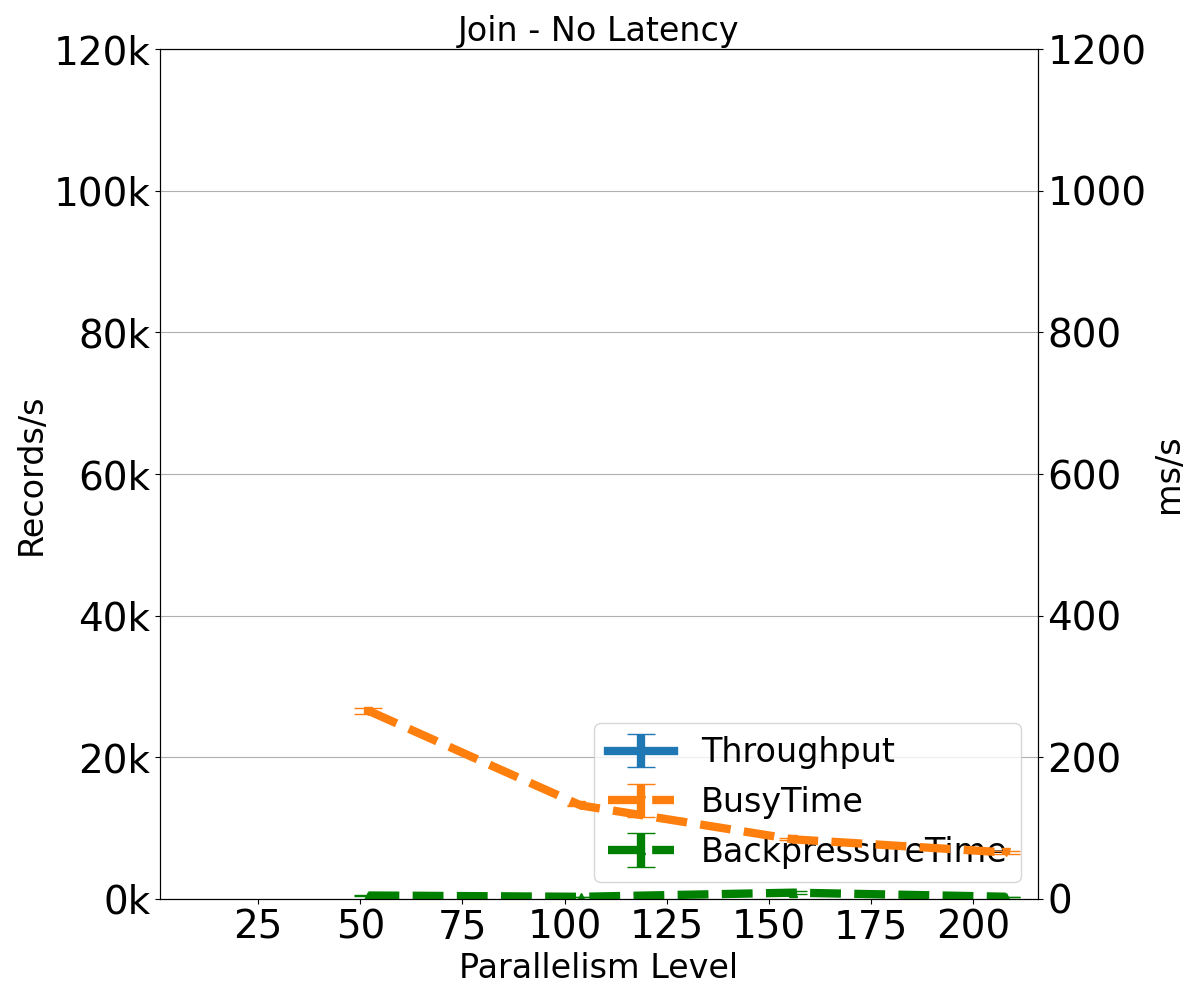 Join - No Latency
120k
100k
80k
60k
40k
20k
0k
Records/s
1200
1000
800
600
400
200
0
ms/s
Throughput
BusyTime
BackpressureTime
25 50 75 100 125 150 175 200
Parallelism Level